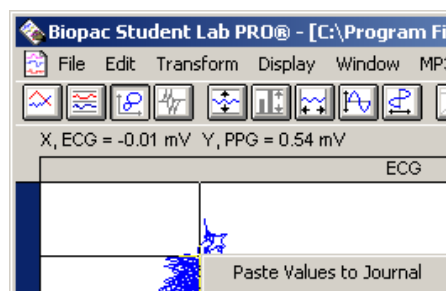 Biopac Student Lab PRO® - [C:\Program Fi
File Edit Transform Display Window MP3
X, ECG = -0.01 mV Y, PPG = 0.54 mV
ECG
Paste Values to Journal